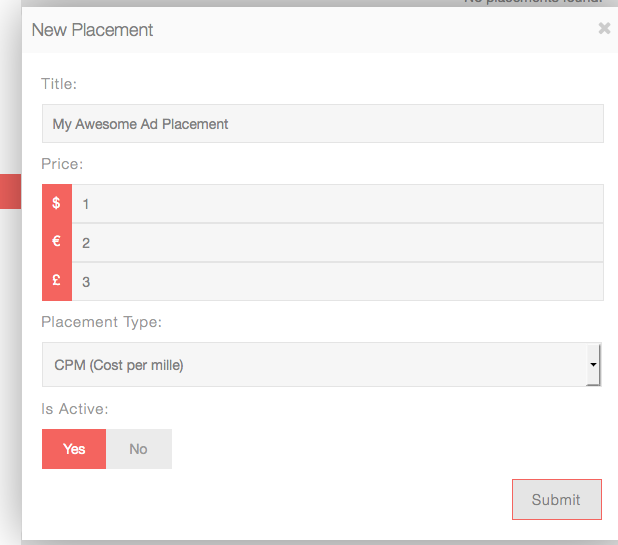 No placements found!
New Placement
Title:
My Awesome Ad Placement
Price:
$ 1
€ 2
£ 3
Placement Type:
CPM (Cost per mille)
Is Active:
Yes No
Submit